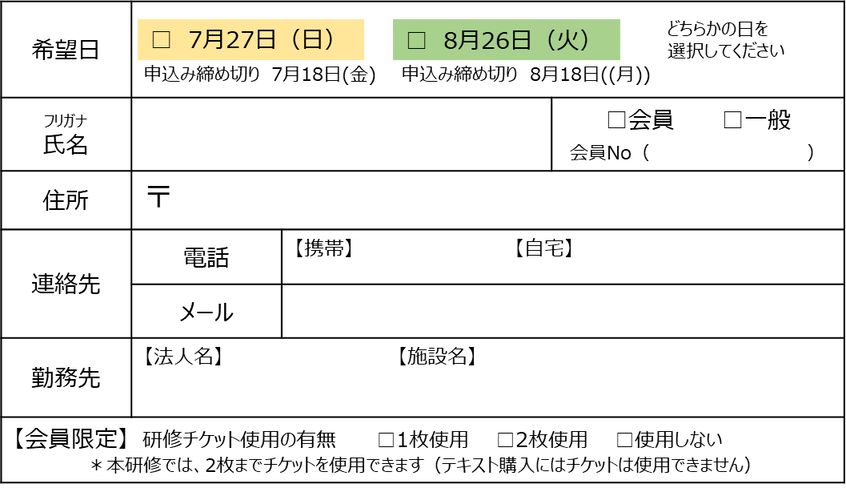 希望日
□ 7月27日（日）
□ 8月26日（火）
どちらかの日を
選択してください
申込み締め切り 7月18日(金)
申込み締め切り 8月18日((月))
フリガナ
氏名
□会員 □一般
会員No（ ）
住所
〒
連絡先
電話
【携帯】 【自宅】
メール
勤務先
【法人名】 【施設名】
【会員限定】 研修チケット使用の有無 □1枚使用 □2枚使用 □使用しない
＊本研修では、2枚までチケットを使用できます（テキスト購入にはチケットは使用できません）